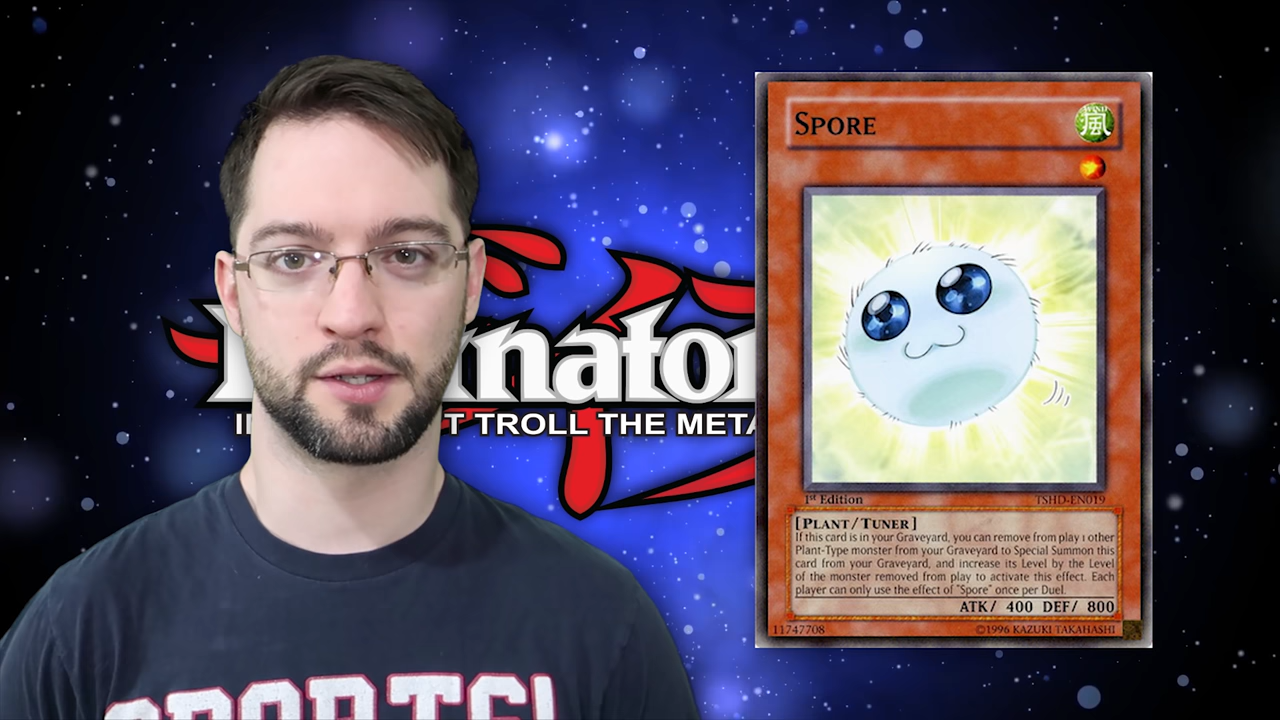 SPORE
WIND
風
1st Edition
TSHD-EN019
[PLANT/TUNER]
If this card is in your Graveyard, you can remove from play 1 other
Plant-Type monster from your Graveyard to Special Summon this
card from your Graveyard, and increase its Level by the Level
of the monster removed from play to activate this effect. Each
player can only use the effect of "Spore" once per Duel.
ATK/ 400 DEF/ 800
11747708
©1996 KAZUKI TAKAHASHI
T TROLL THE META
SPORTS!